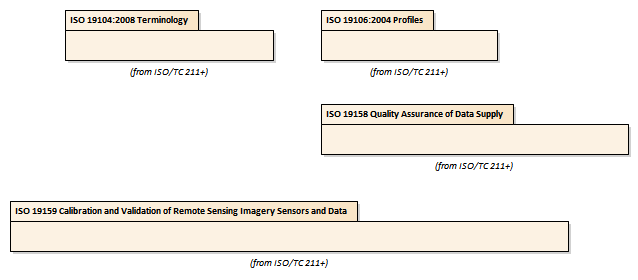 ISO 19104:2008 Terminology
(from ISO/TC 211+)
ISO 19106:2004 Profiles
(from ISO/TC 211+)
ISO 19158 Quality Assurance of Data Supply
(from ISO/TC 211+)
ISO 19159 Calibration and Validation of Remote Sensing Imagery Sensors and Data
(from ISO/TC 211+)